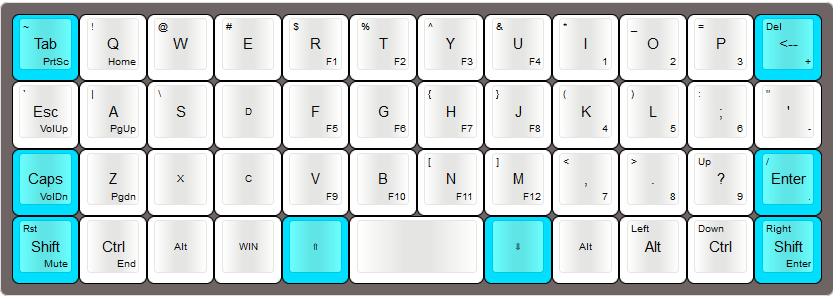 ~ ! @ # $ % ^ & * _ = Del
Tab Q W E R T Y U I O P <--
PrtSc Home F1 F2 F3 F4 1 2 3 +
` | \ { } ( ) : "
Esc A S D F G H J K L ; '
VolUp PgUp F5 F6 F7 F8 4 5 6 -
[ ] < > Up /
Caps Z X C V B N M , . ? Enter
VolDn Pgdn F9 F10 F11 F12 7 8 9 .
Rst Left Down Right
Shift Ctrl Alt WIN ⇑ ⇓ Alt Alt Ctrl Shift
Mute End Enter